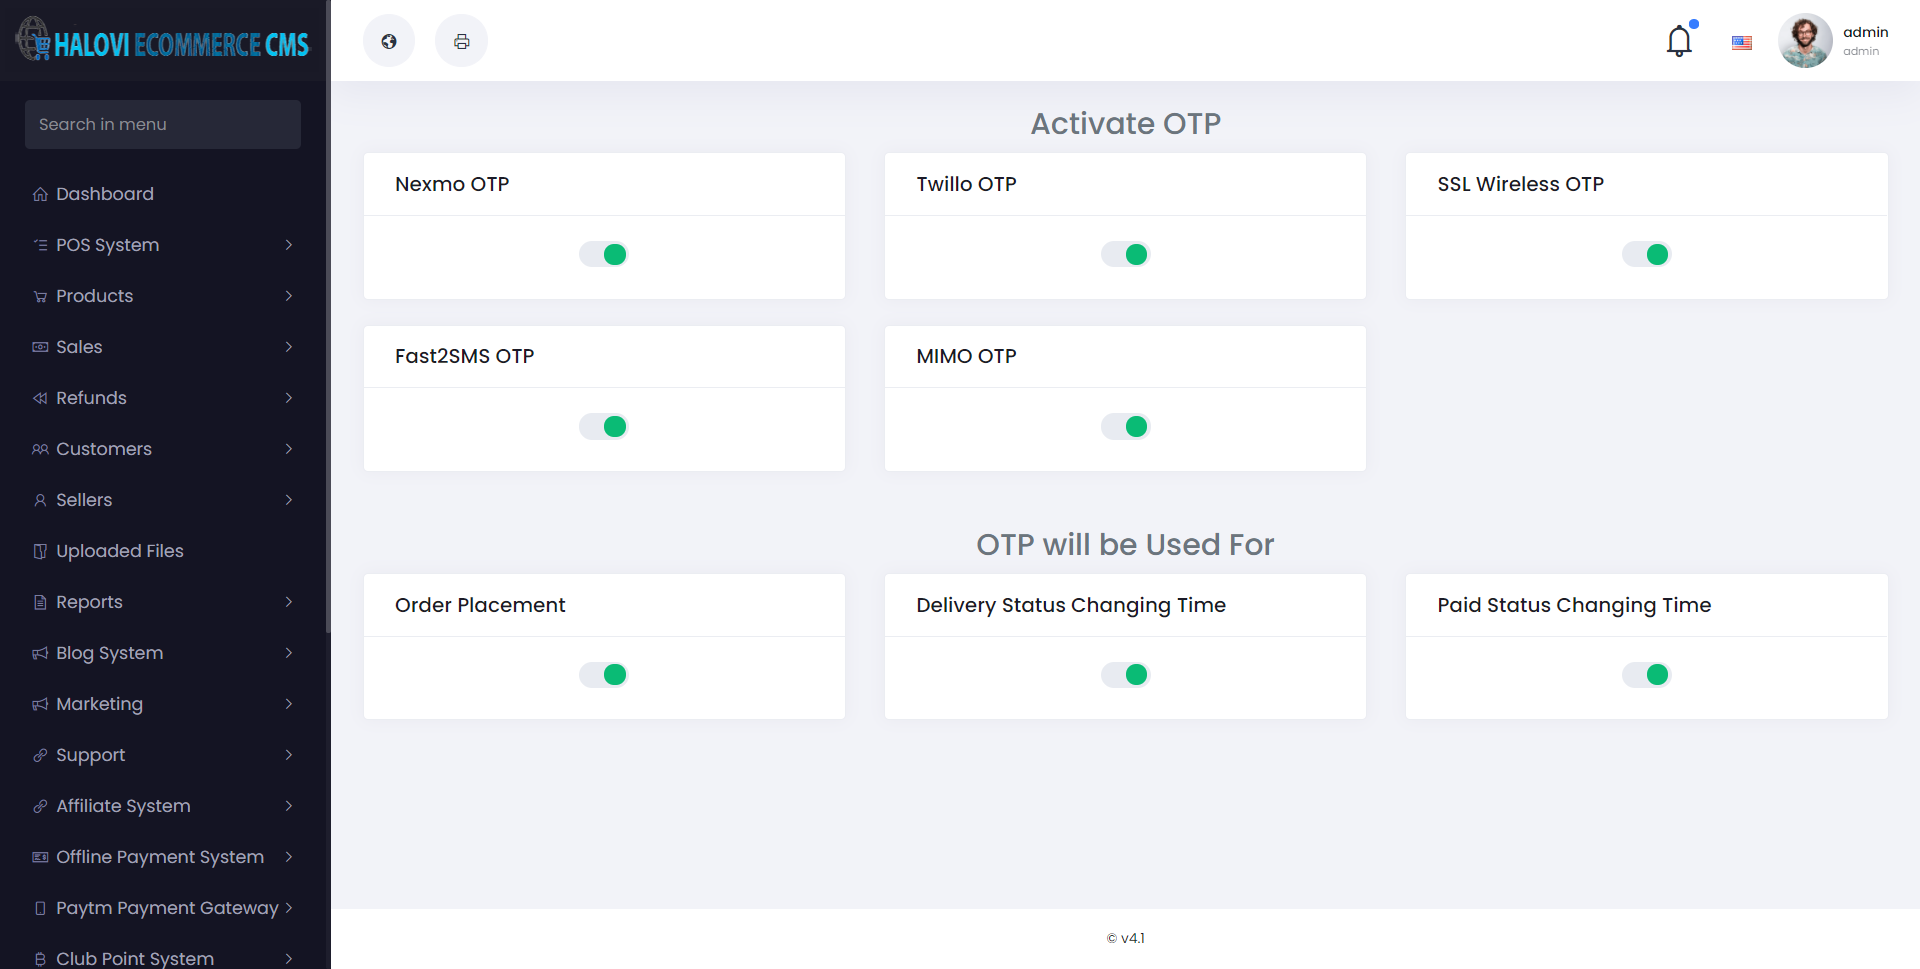 HALOVI ECOMMERCE CMS
admin
admin
Search in menu
Dashboard
POS System
Products
Sales
Refunds
Customers
Sellers
Uploaded Files
Reports
Blog System
Marketing
Support
Affiliate System
Offline Payment System
Paytm Payment Gateway
Club Point System
Activate OTP
Nexmo OTP
Twillo OTP
SSL Wireless OTP
Fast2SMS OTP
MIMO OTP
OTP will be Used For
Order Placement
Delivery Status Changing Time
Paid Status Changing Time
© v4.1